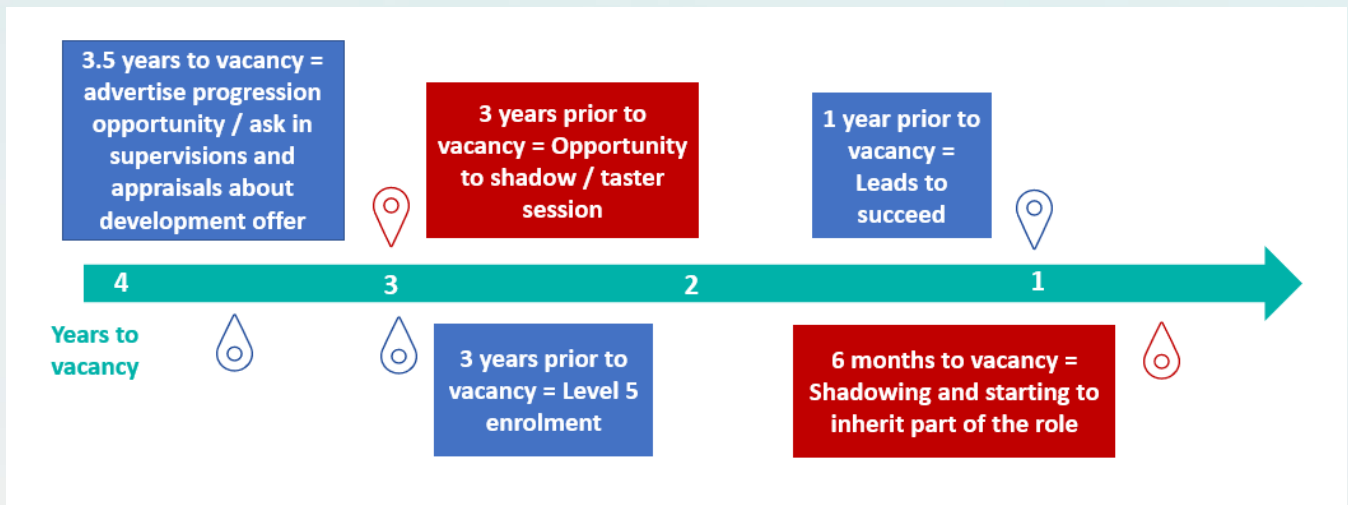 3.5 years to vacancy =
advertise progression
opportunity / ask in
supervisions and
appraisals about
development offer
3 years prior to
vacancy = Opportunity
to shadow / taster
session
1 year prior to
vacancy =
Leads to
succeed
4
3
2
1
Years to
vacancy
3 years prior to
vacancy = Level 5
enrolment
6 months to vacancy =
Shadowing and starting to
inherit part of the role